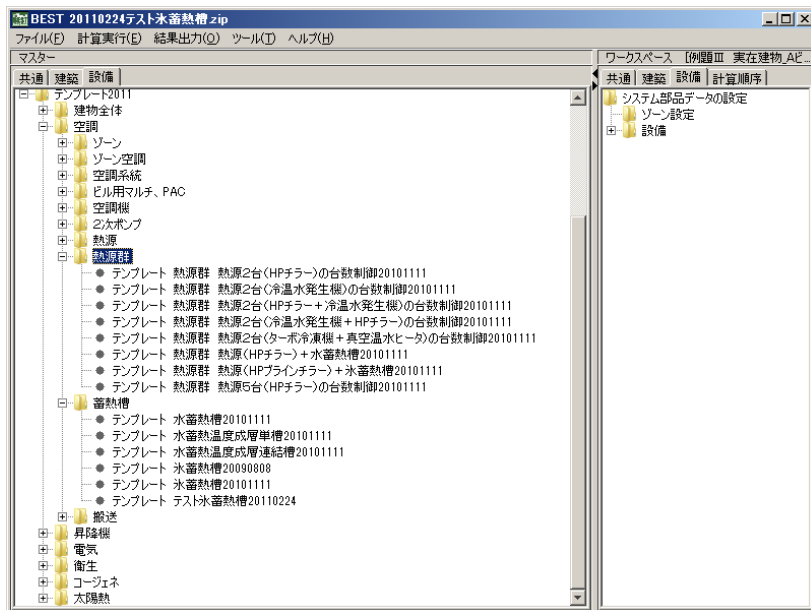 BEST 20110224テスト氷蓄熱槽.zip
ファイル(F) 計算実行(E) 結果出力(O) ツール(T) ヘルプ(H)
マスター
共通 建築 設備
テンプレート2011
建物全体
空調
ゾーン
ゾーン空調
空調系統
ビル用マルチ、PAC
空調機
2次ポンプ
熱源
熱源群
テンプレート 熱源群 熱源2台(HPチラー)の台数制御20101111
テンプレート 熱源群 熱源2台(冷温水発生機)の台数制御20101111
テンプレート 熱源群 熱源2台(HPチラー+冷温水発生機)の台数制御20101111
テンプレート 熱源群 熱源2台(冷温水発生機+HPチラー)の台数制御20101111
テンプレート 熱源群 熱源2台(ターボ冷凍機+真空温水ヒータ)の台数制御20101111
テンプレート 熱源群 熱源(HPチラー)+水蓄熱槽20101111
テンプレート 熱源群 熱源(HPブラインチラー)+氷蓄熱槽20101111
テンプレート 熱源群 熱源5台(HPチラー)の台数制御20101111
蓄熱槽
テンプレート 水蓄熱槽20101111
テンプレート 水蓄熱温度成層単槽20101111
テンプレート 水蓄熱温度成層連結槽20101111
テンプレート 氷蓄熱槽20090808
テンプレート 氷蓄熱槽20101111
テンプレート テスト氷蓄熱槽20110224
搬送
昇降機
電気
衛生
コージェネ
太陽熱
ワークスペース [例題Ⅲ 実在建物_Aビ...
共通 建築 設備 計算順序
システム部品データの設定
ゾーン設定
設備